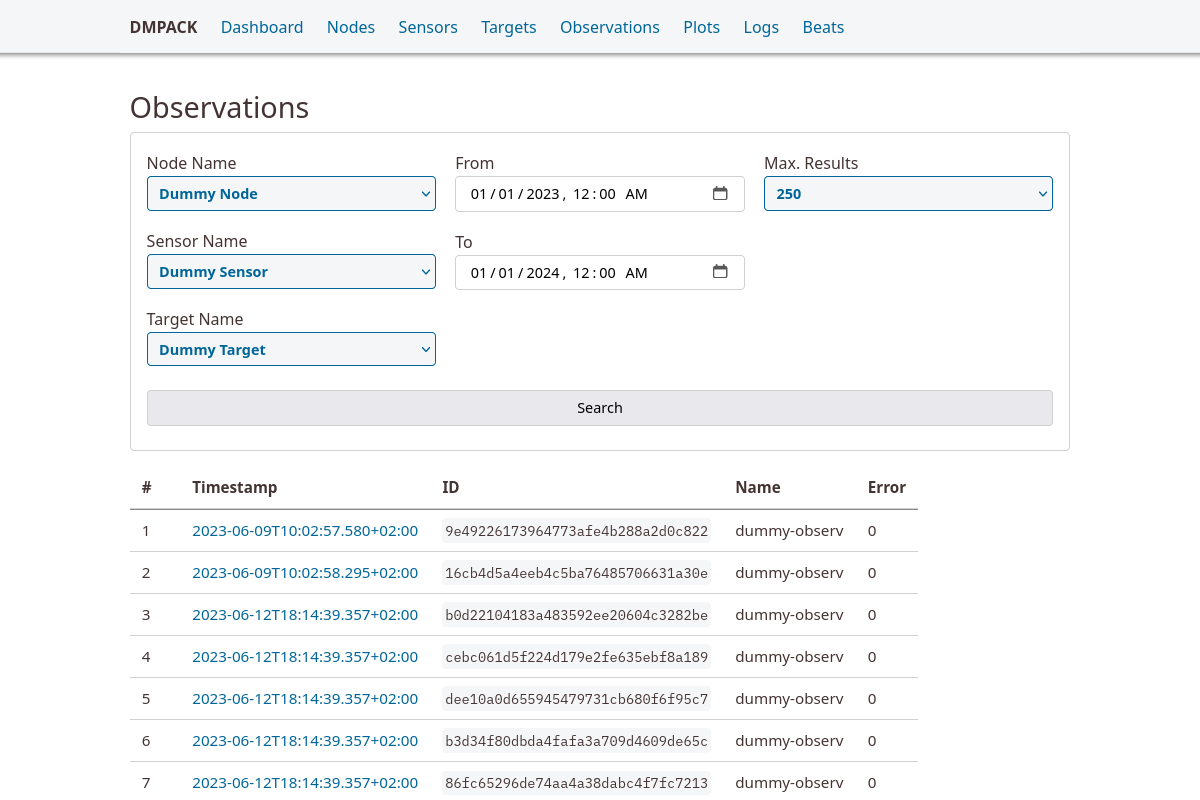 DMPACK Dashboard Nodes Sensors Targets Observations Plots Logs Beats
Observations
Node Name From Max. Results
Dummy Node 01/01/2023, 12:00 AM 250
Sensor Name To
Dummy Sensor 01/01/2024, 12:00 AM
Target Name
Dummy Target
Search
# Timestamp ID Name Error
1 2023-06-09T10:02:57.580+02:00 9e49226173964773afe4b288a2d0c822 dummy-observ 0
2 2023-06-09T10:02:58.295+02:00 16cb4d5a4eeb4c5ba76485706631a30e dummy-observ 0
3 2023-06-12T18:14:39.357+02:00 b0d22104183a483592ee20604c3282be dummy-observ 0
4 2023-06-12T18:14:39.357+02:00 cebc061d5f224d179e2fe635ebf8a189 dummy-observ 0
5 2023-06-12T18:14:39.357+02:00 dee10a0d655945479731cb680f6f95c7 dummy-observ 0
6 2023-06-12T18:14:39.357+02:00 b3d34f80dbda4fafa3a709d4609de65c dummy-observ 0
7 2023-06-12T18:14:39.357+02:00 86fc65296de74aa4a38dabc4f7fc7213 dummy-observ 0